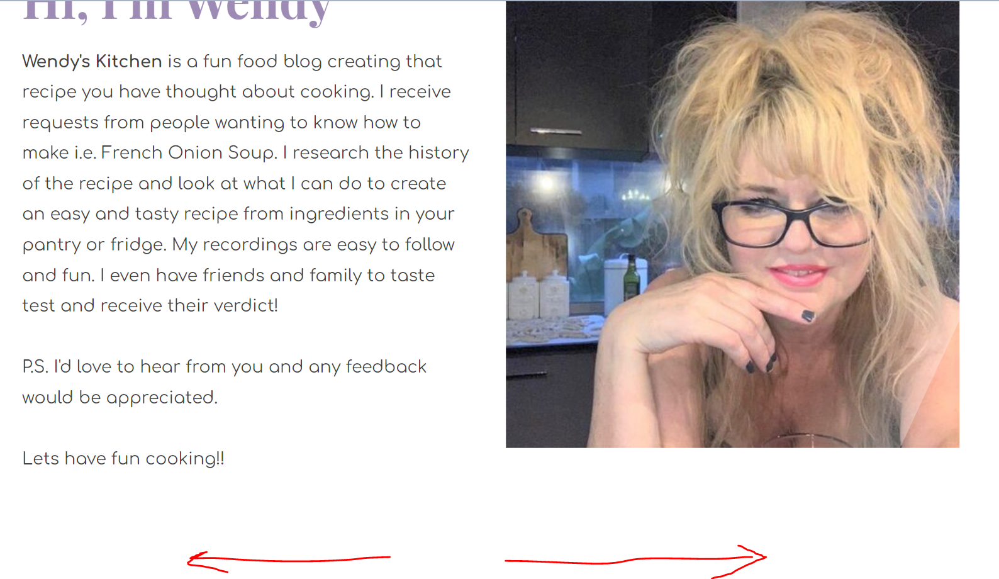 Hi, I'm Wendy
Wendy's Kitchen is a fun food blog creating that
recipe you have thought about cooking. I receive
requests from people wanting to know how to
make i.e. French Onion Soup. I research the history
of the recipe and look at what I can do to create
an easy and tasty recipe from ingredients in your
pantry or fridge. My recordings are easy to follow
and fun. I even have friends and family to taste
test and receive their verdict!
P.S. I'd love to hear from you and any feedback
would be appreciated.
Lets have fun cooking!!